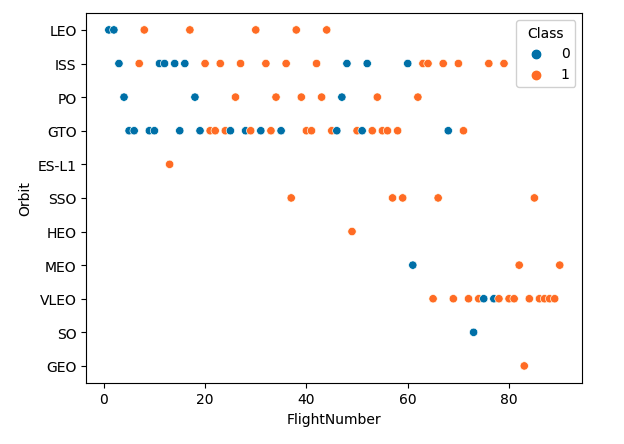 LEO
ISS
PO
GTO
ES-L1
SSO
HEO
MEO
VLEO
SO
GEO
Orbit
0
20
40
60
80
FlightNumber
Class
0
1